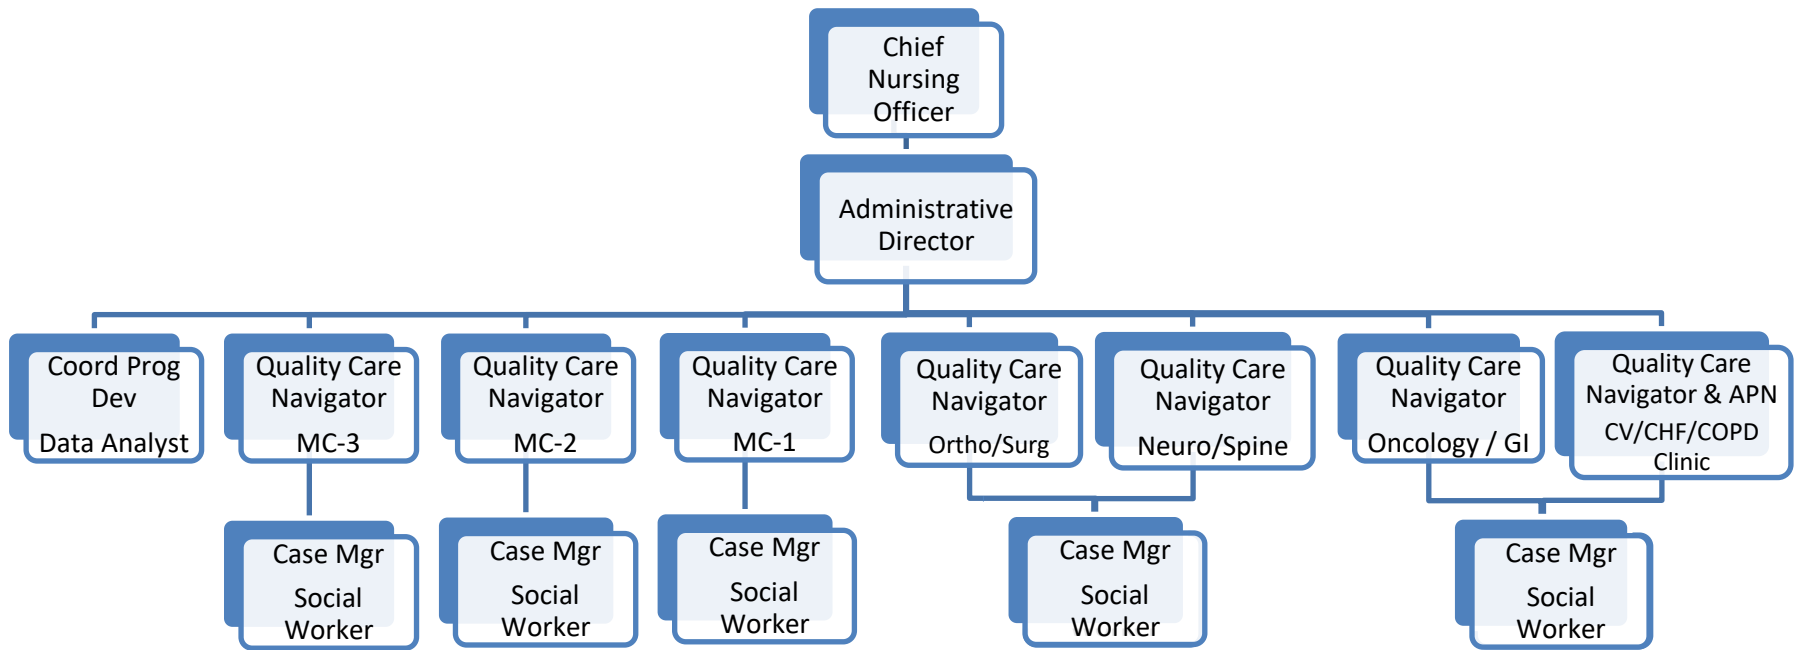 Chief
Nursing
Officer
Administrative
Director
Coord Prog
Dev
Data Analyst
Quality Care
Navigator
MC-3
Quality Care
Navigator
MC-2
Quality Care
Navigator
MC-1
Quality Care
Navigator
Ortho/Surg
Quality Care
Navigator
Neuro/Spine
Quality Care
Navigator
Oncology / GI
Quality Care
Navigator & APN
CV/CHF/COPD
Clinic
Case Mgr
Social
Worker
Case Mgr
Social
Worker
Case Mgr
Social
Worker
Case Mgr
Social
Worker
Case Mgr
Social
Worker